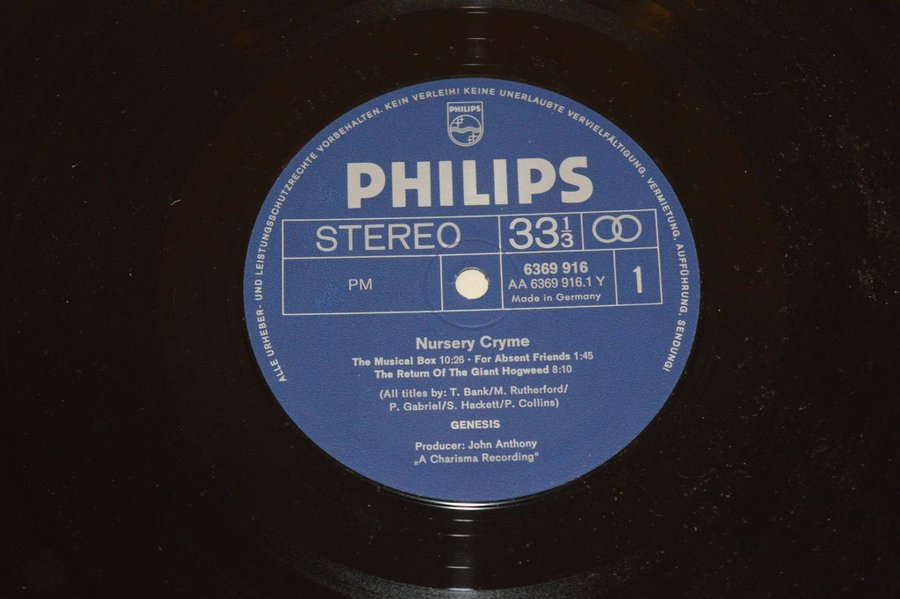 ALLE URHEBER- UND LEISTUNGSSCHUTZRECHTE VORBEHALTEN. KEIN VERLEIH! KEINE UNERLAUBTE VERVIELFÄLTIGUNG, VERMIETUNG, AUFFÜHRUNG, SENDUNG!
PHILIPS
PHILIPS
STEREO
33 1/3
PM
6369 916
AA 6369 916.1 Y
Made in Germany
1
Nursery Cryme
The Musical Box 10:26 · For Absent Friends 1:45
The Return Of The Giant Hogweed 8:10
(All titles by: T. Bank/M. Rutherford/
P. Gabriel/S. Hackett/P. Collins)
GENESIS
Producer: John Anthony
„A Charisma Recording“